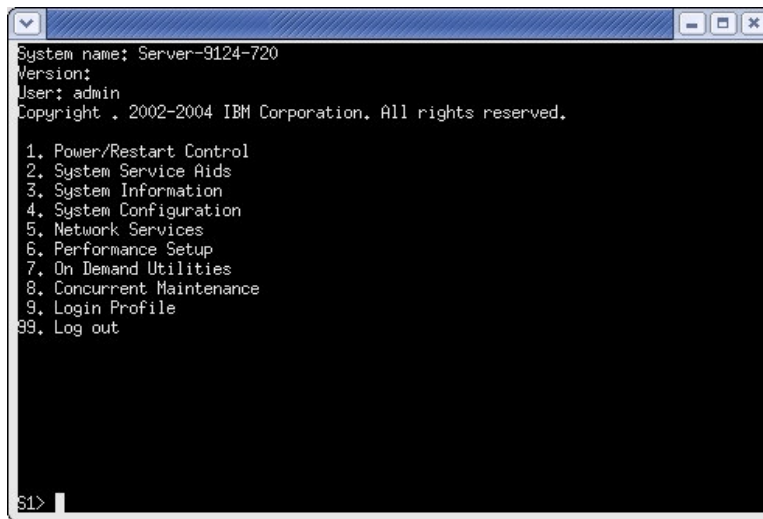 System name: Server-9124-720
Version:
User: admin
Copyright . 2002-2004 IBM Corporation. All rights reserved.
1. Power/Restart Control
2. System Service Aids
3. System Information
4. System Configuration
5. Network Services
6. Performance Setup
7. On Demand Utilities
8. Concurrent Maintenance
9. Login Profile
99. Log out
S1>